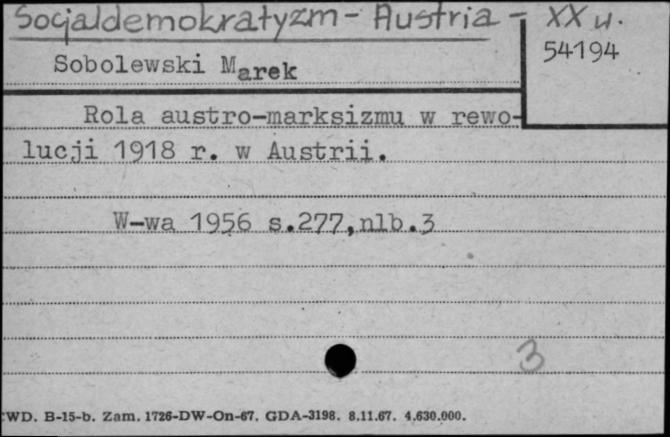 Socjaldemokratyzm - Austria - XX w.
54194
Sobolewski Marek
Rola austro-marksizmu w rewo-
lucji 1918 r. w Austrii.
W-wa 1956 s.277,nlb.3
3
WD. B-15-b. Zam. 1726-DW-On-67. GDA-3198. 8.11.67. 4.630.000.